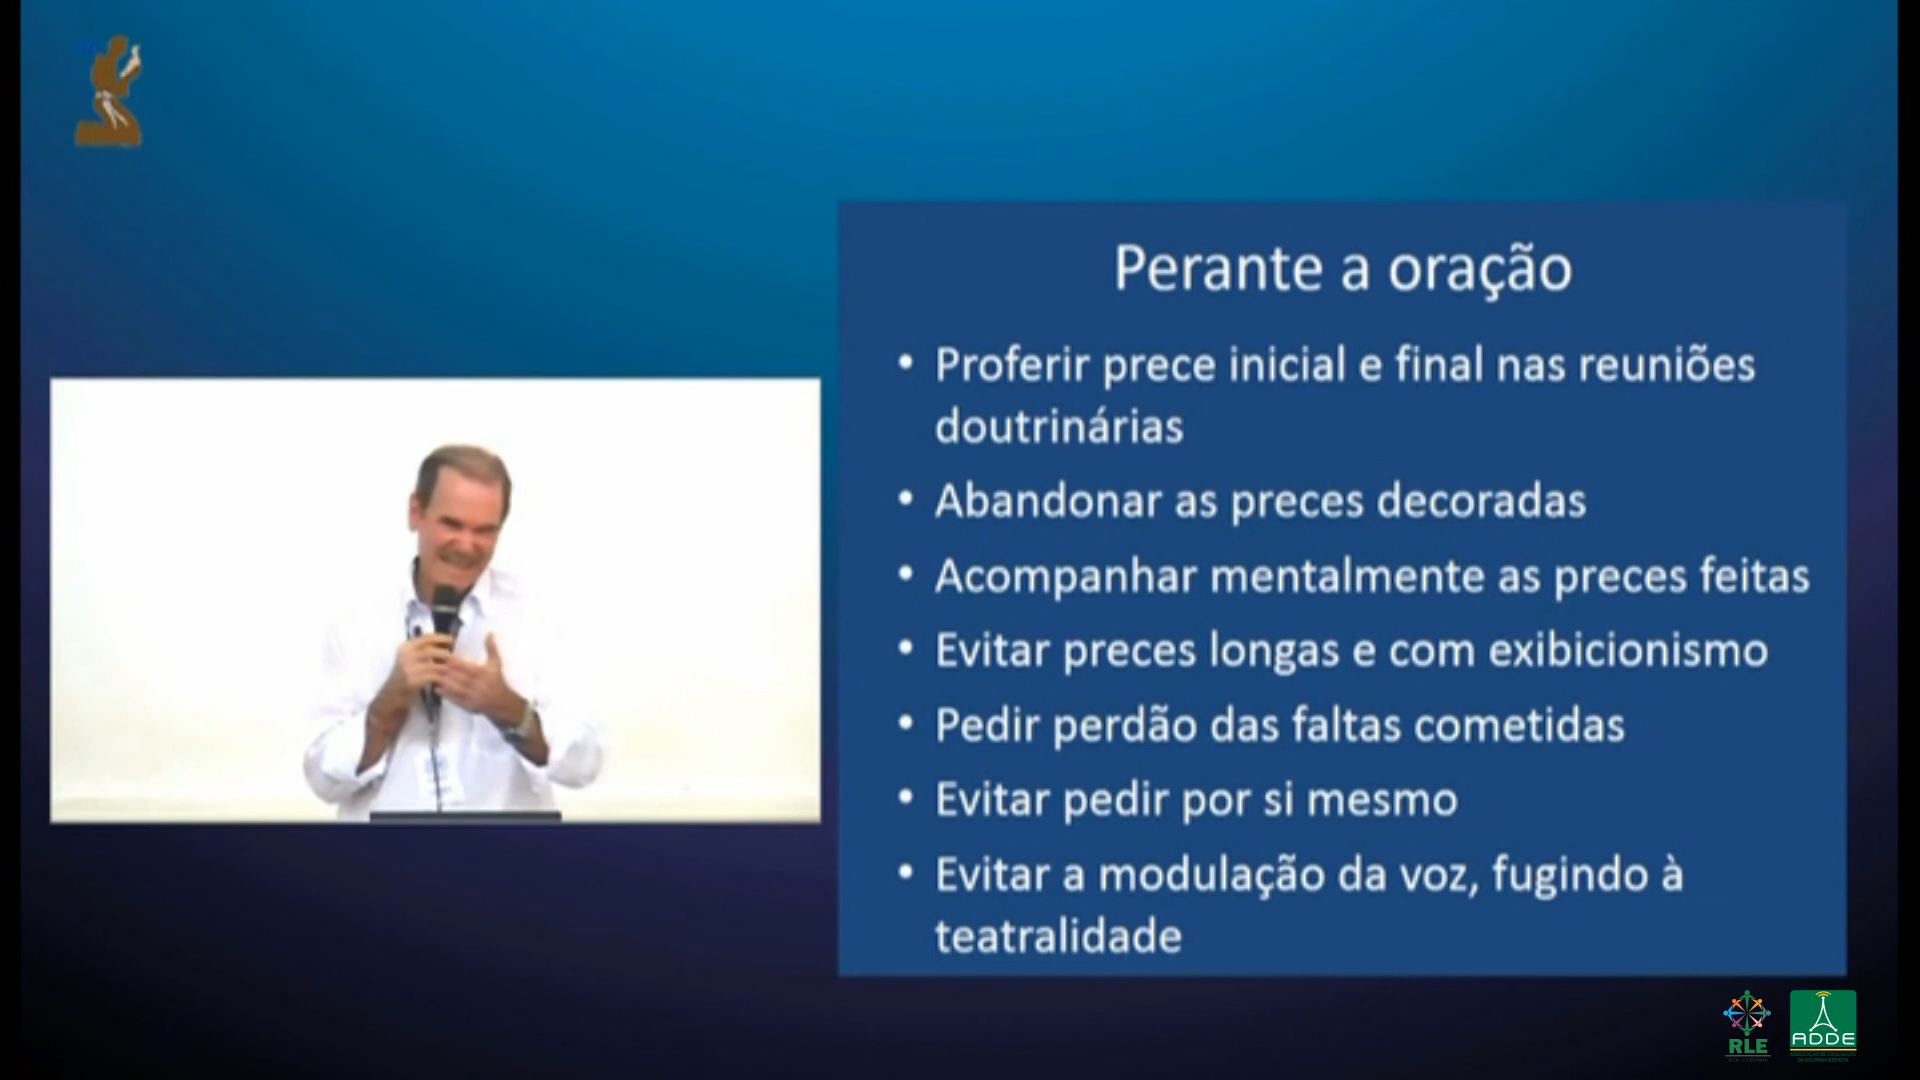 Perante a oração
• Proferir prece inicial e final nas reuniões
doutrinárias
• Abandonar as preces decoradas
• Acompanhar mentalmente as preces feitas
• Evitar preces longas e com exibicionismo
• Pedir perdão das faltas cometidas
• Evitar pedir por si mesmo
• Evitar a modulação da voz, fugindo à
teatralidade
RLE
ADDE